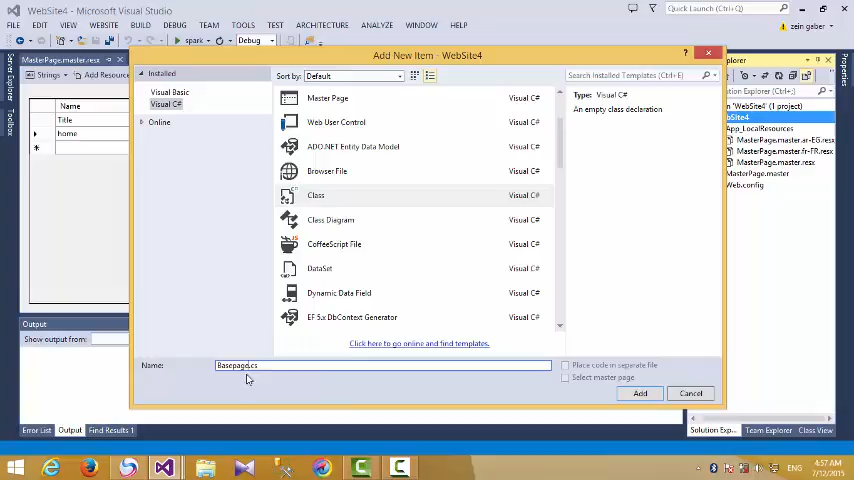 WebSite4 - Microsoft Visual Studio
Quick Launch (Ctrl+Q)
FILE EDIT VIEW WEBSITE BUILD DEBUG TEAM TOOLS TEST ARCHITECTURE ANALYZE WINDOW HELP
zein gaber
spark
Debug
Add New Item - WebSite4
MasterPage.master.resx
Strings
Add Resource
Name
Title
home
Server Explorer
Toolbox
Installed
Visual Basic
Visual C#
Online
Sort by: Default
Search Installed Templates (Ctrl+E)
Master Page Visual C#
Web User Control Visual C#
ADO.NET Entity Data Model Visual C#
Browser File Visual C#
Class Visual C#
Class Diagram Visual C#
CoffeeScript File Visual C#
DataSet Visual C#
Dynamic Data Field Visual C#
EF 5.x DbContext Generator Visual C#
Type: Visual C#
An empty class declaration
Click here to go online and find templates.
Name: Basepage.cs
Place code in separate file
Select master page
Add
Cancel
Explorer
Explorer (Ctrl+;)
'WebSite4' (1 project)
bSite4
App_LocalResources
MasterPage.master.ar-EG.resx
MasterPage.master.fr-FR.resx
MasterPage.master.resx
MasterPage.master
Web.config
Properties
Output
Show output from:
Error List Output Find Results 1
Solution Exp... Team Explorer Class View
ENG
4:57 AM
7/12/2015